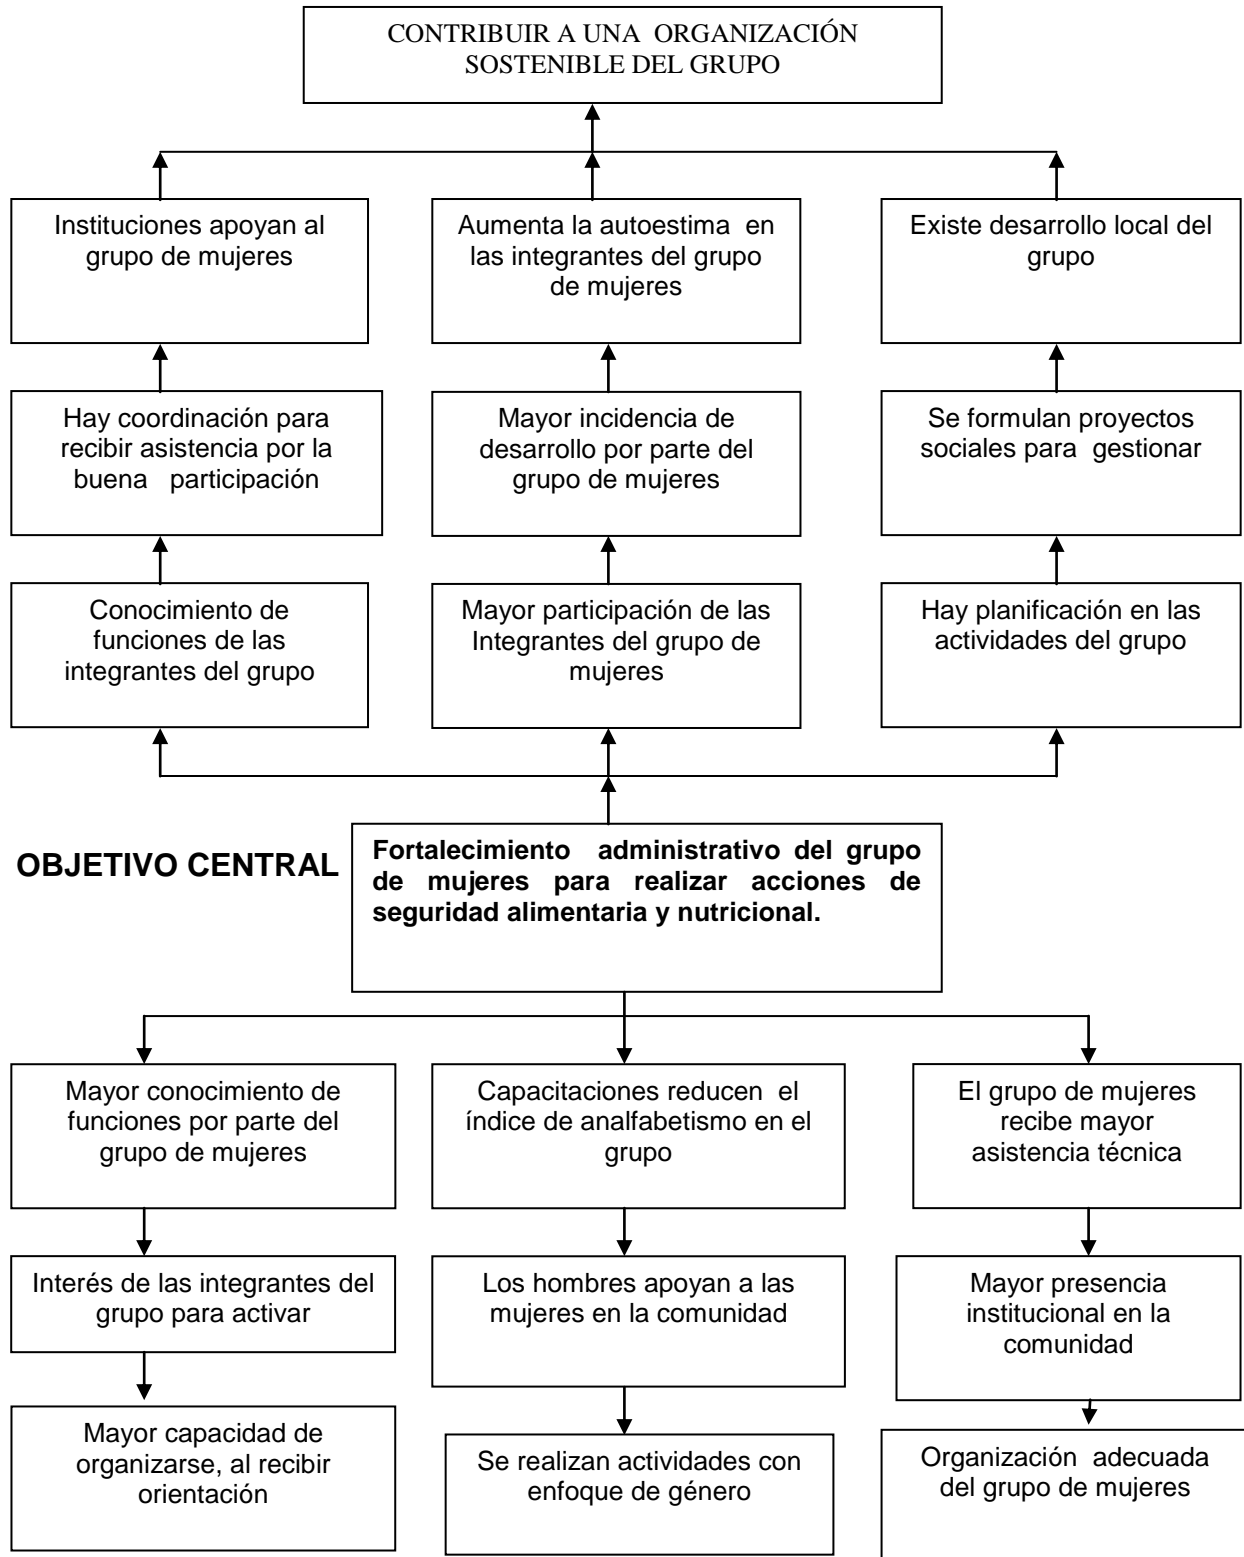 CONTRIBUIR A UNA ORGANIZACIÓN
SOSTENIBLE DEL GRUPO
Instituciones apoyan al
grupo de mujeres
Aumenta la autoestima en
las integrantes del grupo
de mujeres
Existe desarrollo local del
grupo
Hay coordinación para
recibir asistencia por la
buena participación
Mayor incidencia de
desarrollo por parte del
grupo de mujeres
Se formulan proyectos
sociales para gestionar
Conocimiento de
funciones de las
integrantes del grupo
Mayor participación de las
Integrantes del grupo de
mujeres
Hay planificación en las
actividades del grupo
OBJETIVO CENTRAL
Fortalecimiento administrativo del grupo
de mujeres para realizar acciones de
seguridad alimentaria y nutricional.
Mayor conocimiento de
funciones por parte del
grupo de mujeres
Capacitaciones reducen el
índice de analfabetismo en el
grupo
El grupo de mujeres
recibe mayor
asistencia técnica
Interés de las integrantes del
grupo para activar
Los hombres apoyan a las
mujeres en la comunidad
Mayor presencia
institucional en la
comunidad
Mayor capacidad de
organizarse, al recibir
orientación
Se realizan actividades con
enfoque de género
Organización adecuada
del grupo de mujeres